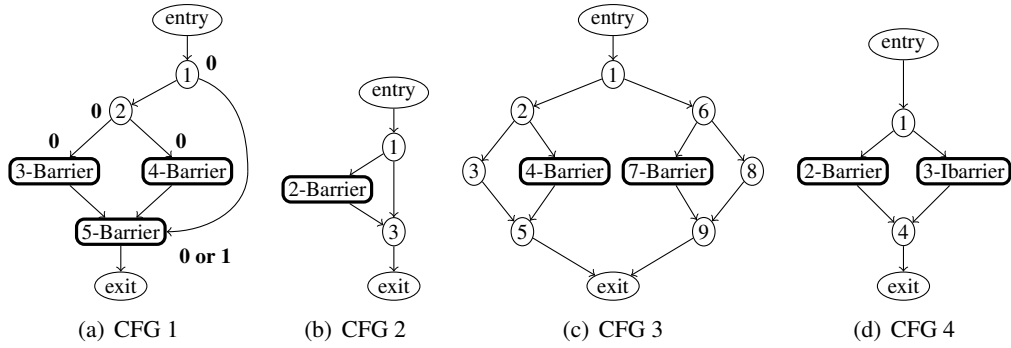 entry
1 0
0 2
0 0
3-Barrier 4-Barrier
5-Barrier
0 or 1
exit
(a) CFG 1
entry
1
2-Barrier
3
exit
(b) CFG 2
entry
1
2 6
3 4-Barrier 7-Barrier 8
5 9
exit
(c) CFG 3
entry
1
2-Barrier 3-Ibarrier
4
exit
(d) CFG 4